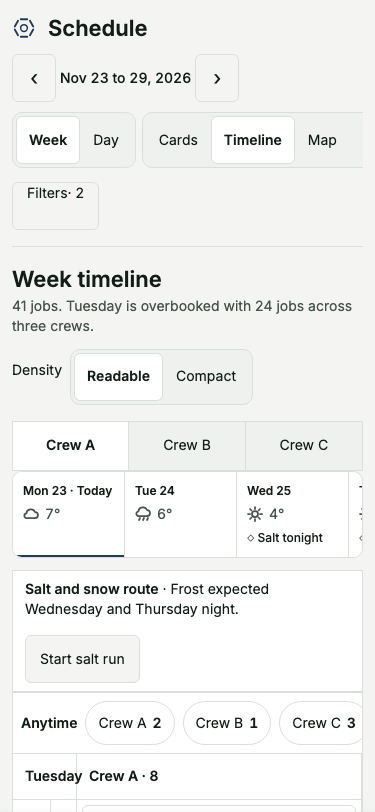 Schedule
‹ Nov 23 to 29, 2026 ›
Week Day Cards Timeline Map
Filters· 2
Week timeline
41 jobs. Tuesday is overbooked with 24 jobs across
three crews.
Density Readable Compact
Crew A Crew B Crew C
Mon 23 · Today Tue 24 Wed 25
7° 6° 4°
◇ Salt tonight
Salt and snow route · Frost expected
Wednesday and Thursday night.
Start salt run
Anytime Crew A 2 Crew B 1 Crew C 3
Tuesday Crew A · 8